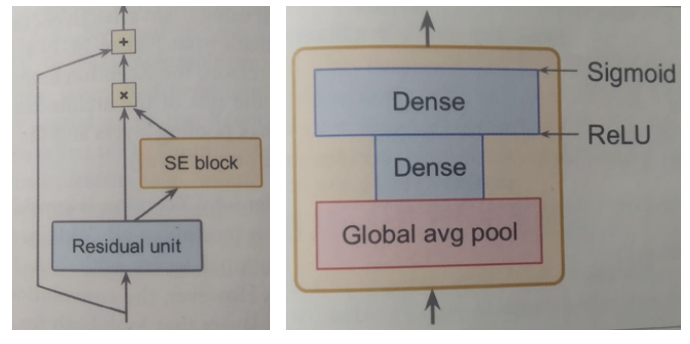 +
×
SE block
Residual unit
Sigmoid
Dense
ReLU
Dense
Global avg pool